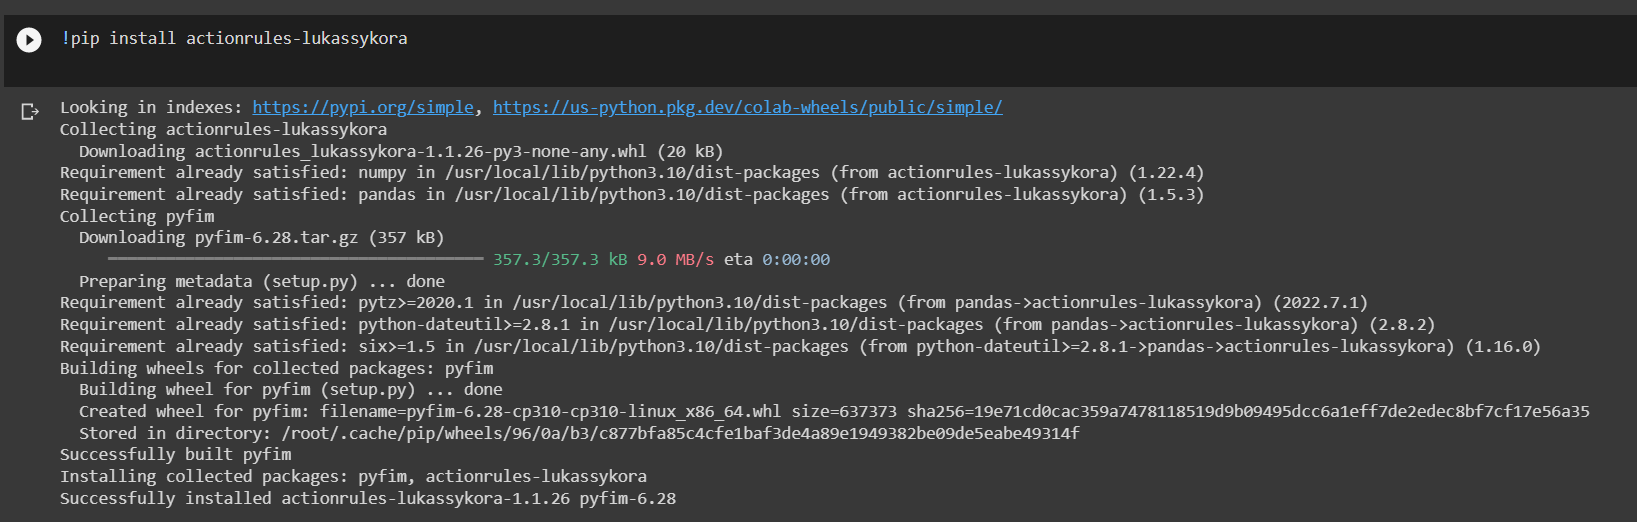 !pip install actionrules-lukassykora
Looking in indexes: https://pypi.org/simple, https://us-python.pkg.dev/colab-wheels/public/simple/
Collecting actionrules-lukassykora
  Downloading actionrules_lukassykora-1.1.26-py3-none-any.whl (20 kB)
Requirement already satisfied: numpy in /usr/local/lib/python3.10/dist-packages (from actionrules-lukassykora) (1.22.4)
Requirement already satisfied: pandas in /usr/local/lib/python3.10/dist-packages (from actionrules-lukassykora) (1.5.3)
Collecting pyfim
  Downloading pyfim-6.28.tar.gz (357 kB)
357.3/357.3 kB 9.0 MB/s eta 0:00:00
  Preparing metadata (setup.py) ... done
Requirement already satisfied: pytz>=2020.1 in /usr/local/lib/python3.10/dist-packages (from pandas->actionrules-lukassykora) (2022.7.1)
Requirement already satisfied: python-dateutil>=2.8.1 in /usr/local/lib/python3.10/dist-packages (from pandas->actionrules-lukassykora) (2.8.2)
Requirement already satisfied: six>=1.5 in /usr/local/lib/python3.10/dist-packages (from python-dateutil>=2.8.1->pandas->actionrules-lukassykora) (1.16.0)
Building wheels for collected packages: pyfim
  Building wheel for pyfim (setup.py) ... done
  Created wheel for pyfim: filename=pyfim-6.28-cp310-cp310-linux_x86_64.whl size=637373 sha256=19e71cd0cac359a7478118519d9b09495dcc6a1eff7de2edec8bf7cf17e56a35
  Stored in directory: /root/.cache/pip/wheels/96/0a/b3/c877bfa85c4cfe1baf3de4a89e1949382be09de5eabe49314f
Successfully built pyfim
Installing collected packages: pyfim, actionrules-lukassykora
Successfully installed actionrules-lukassykora-1.1.26 pyfim-6.28